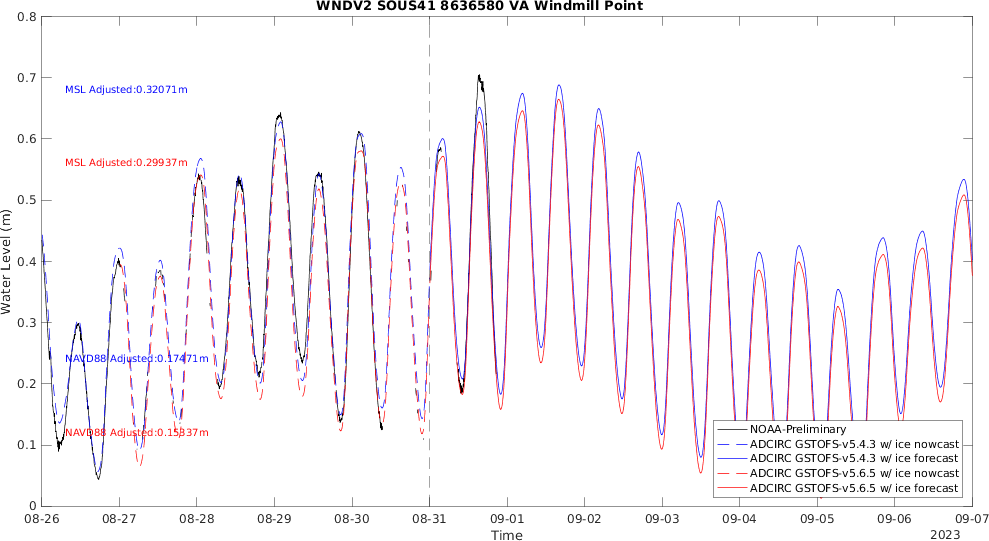 WNDV2 SOUS41 8636580 VA Windmill Point
0.8
0.7
MSL Adjusted:0.32071m
0.6
MSL Adjusted:0.29937m
0.5
Water Level (m)
0.4
0.3
NAVD88 Adjusted:0.17471m
0.2
NAVD88 Adjusted:0.15337m
0.1
0
NOAA-Preliminary
ADCIRC GSTOFS-v5.4.3 w/ ice nowcast
ADCIRC GSTOFS-v5.4.3 w/ ice forecast
ADCIRC GSTOFS-v5.6.5 w/ ice nowcast
ADCIRC GSTOFS-v5.6.5 w/ ice forecast
08-26 08-27 08-28 08-29 08-30 08-31 09-01 09-02 09-03 09-04 09-05 09-06 09-07
Time
2023